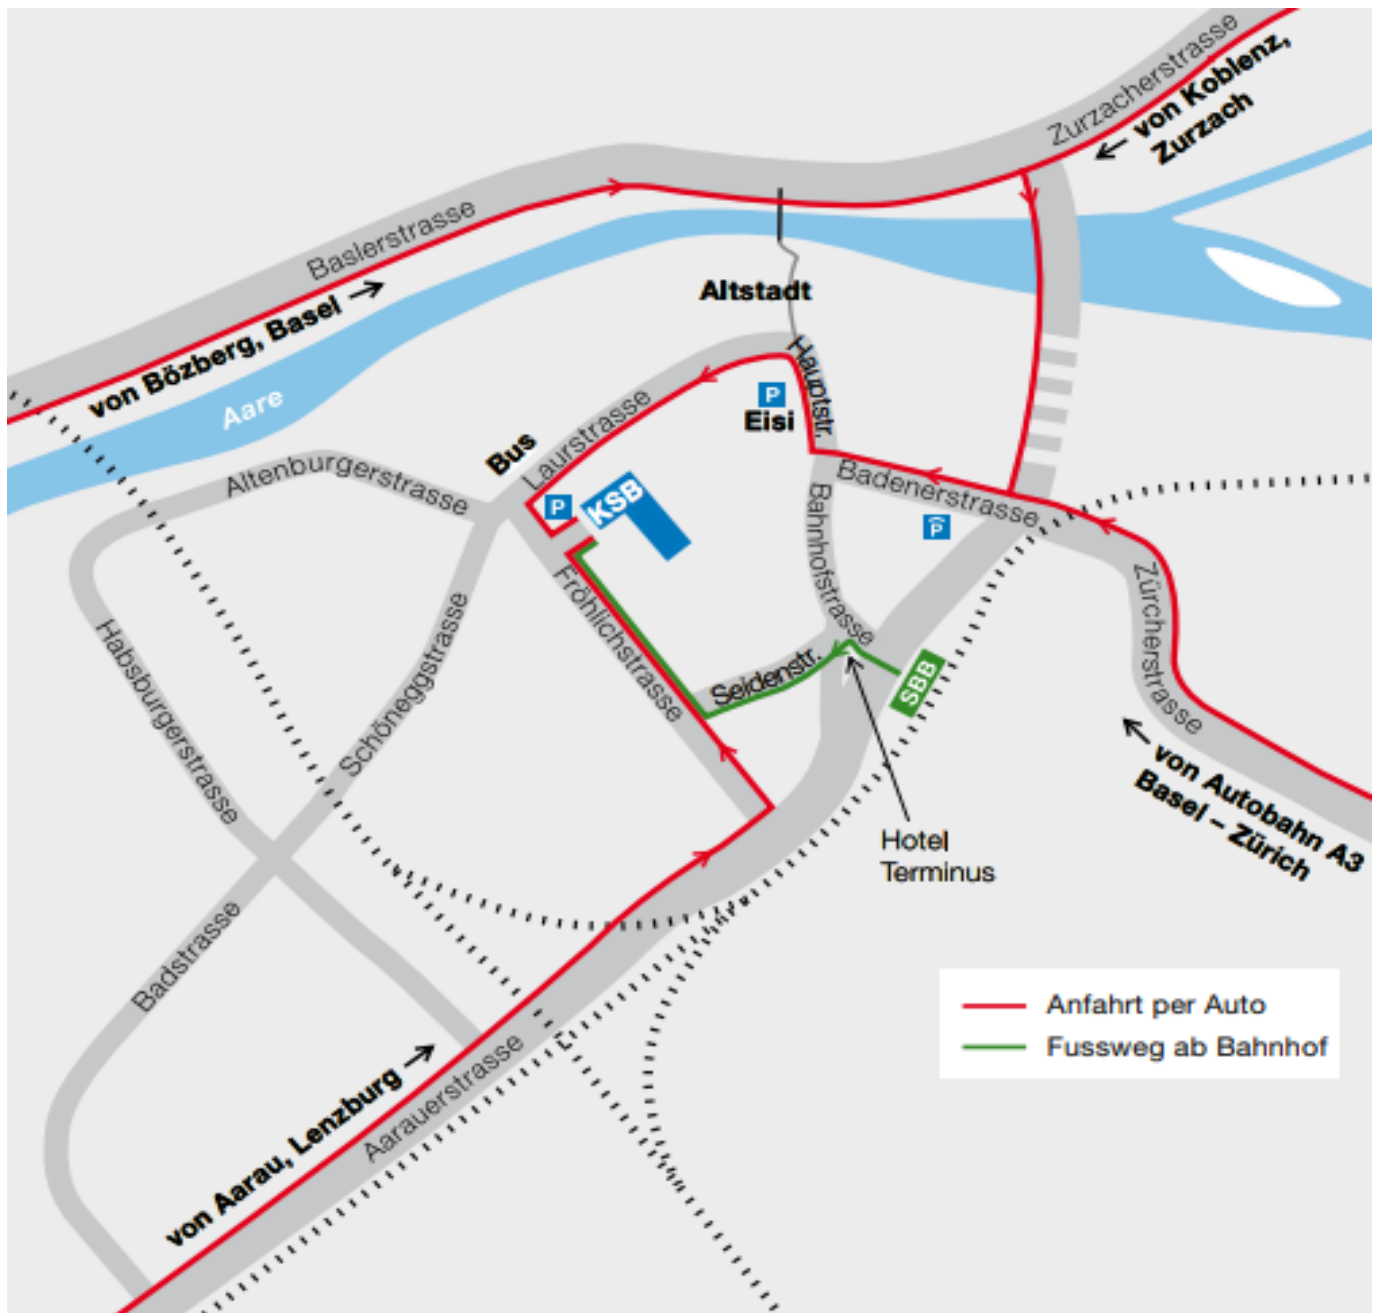 Zurzacherstrasse
von Koblenz,
Zurzach
Baslerstrasse
von Bözberg, Basel
Aare
Altstadt
Hauptstr.
P
Eisi
Bus
Laurstrasse
Altenburgerstrasse
P
KSB
Badenerstrasse
P
Bahnhofstrasse
Fröhlichstrasse
Zürcherstrasse
Habsburgerstrasse
Schöneggstrasse
Seidenstr.
SBB
von Autobahn A3
Basel – Zürich
Hotel
Terminus
Badstrasse
von Aarau, Lenzburg
Aarauerstrasse
Anfahrt per Auto
Fussweg ab Bahnhof